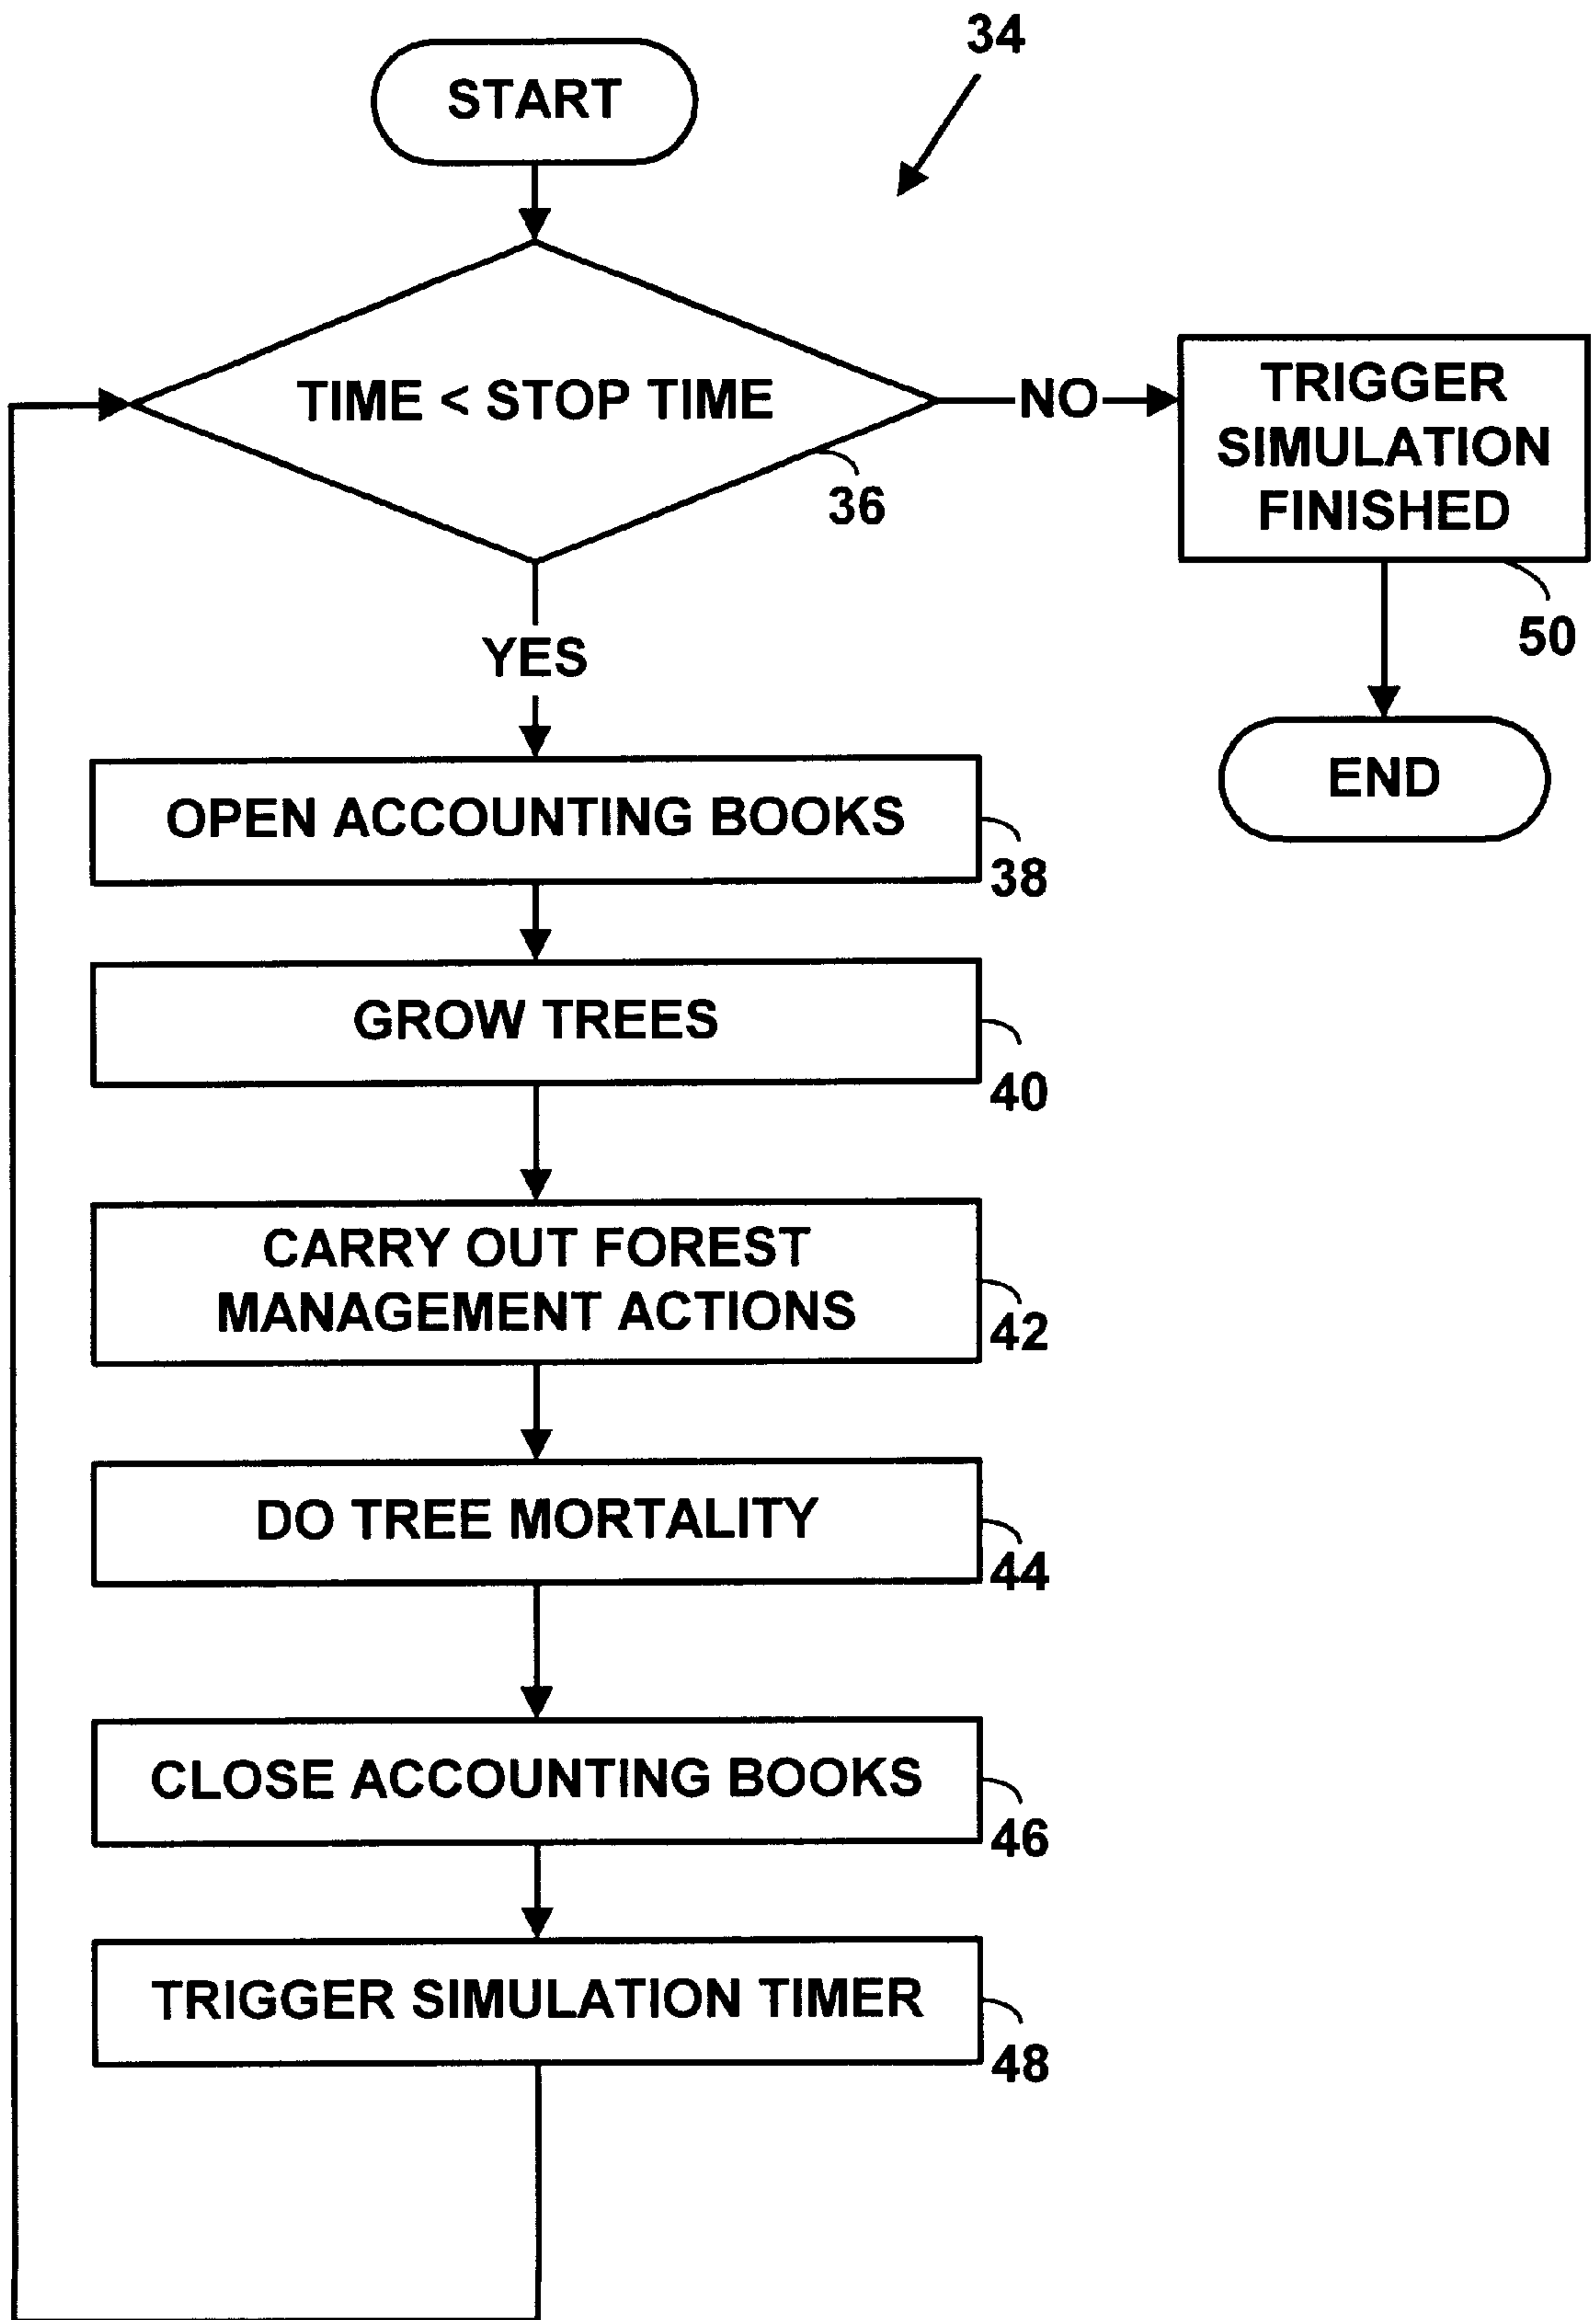 34
START
TIME < STOP TIME
NO
TRIGGER
SIMULATION
FINISHED
36
50
YES
END
OPEN ACCOUNTING BOOKS
38
GROW TREES
40
CARRY OUT FOREST
MANAGEMENT ACTIONS
42
DO TREE MORTALITY
44
CLOSE ACCOUNTING BOOKS
46
TRIGGER SIMULATION TIMER
48